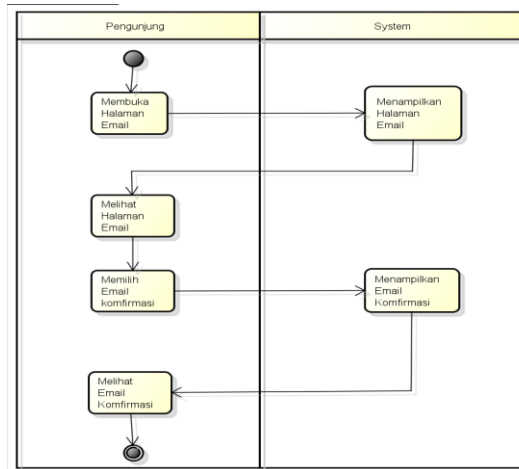 Pengunjung
System
Membuka
Halaman
Email
Menampilkan
Halaman
Email
Melihat
Halaman
Email
Memilih
Email
komfirmasi
Menampilkan
Email
Komfirmasi
Melihat
Email
Komfirmasi